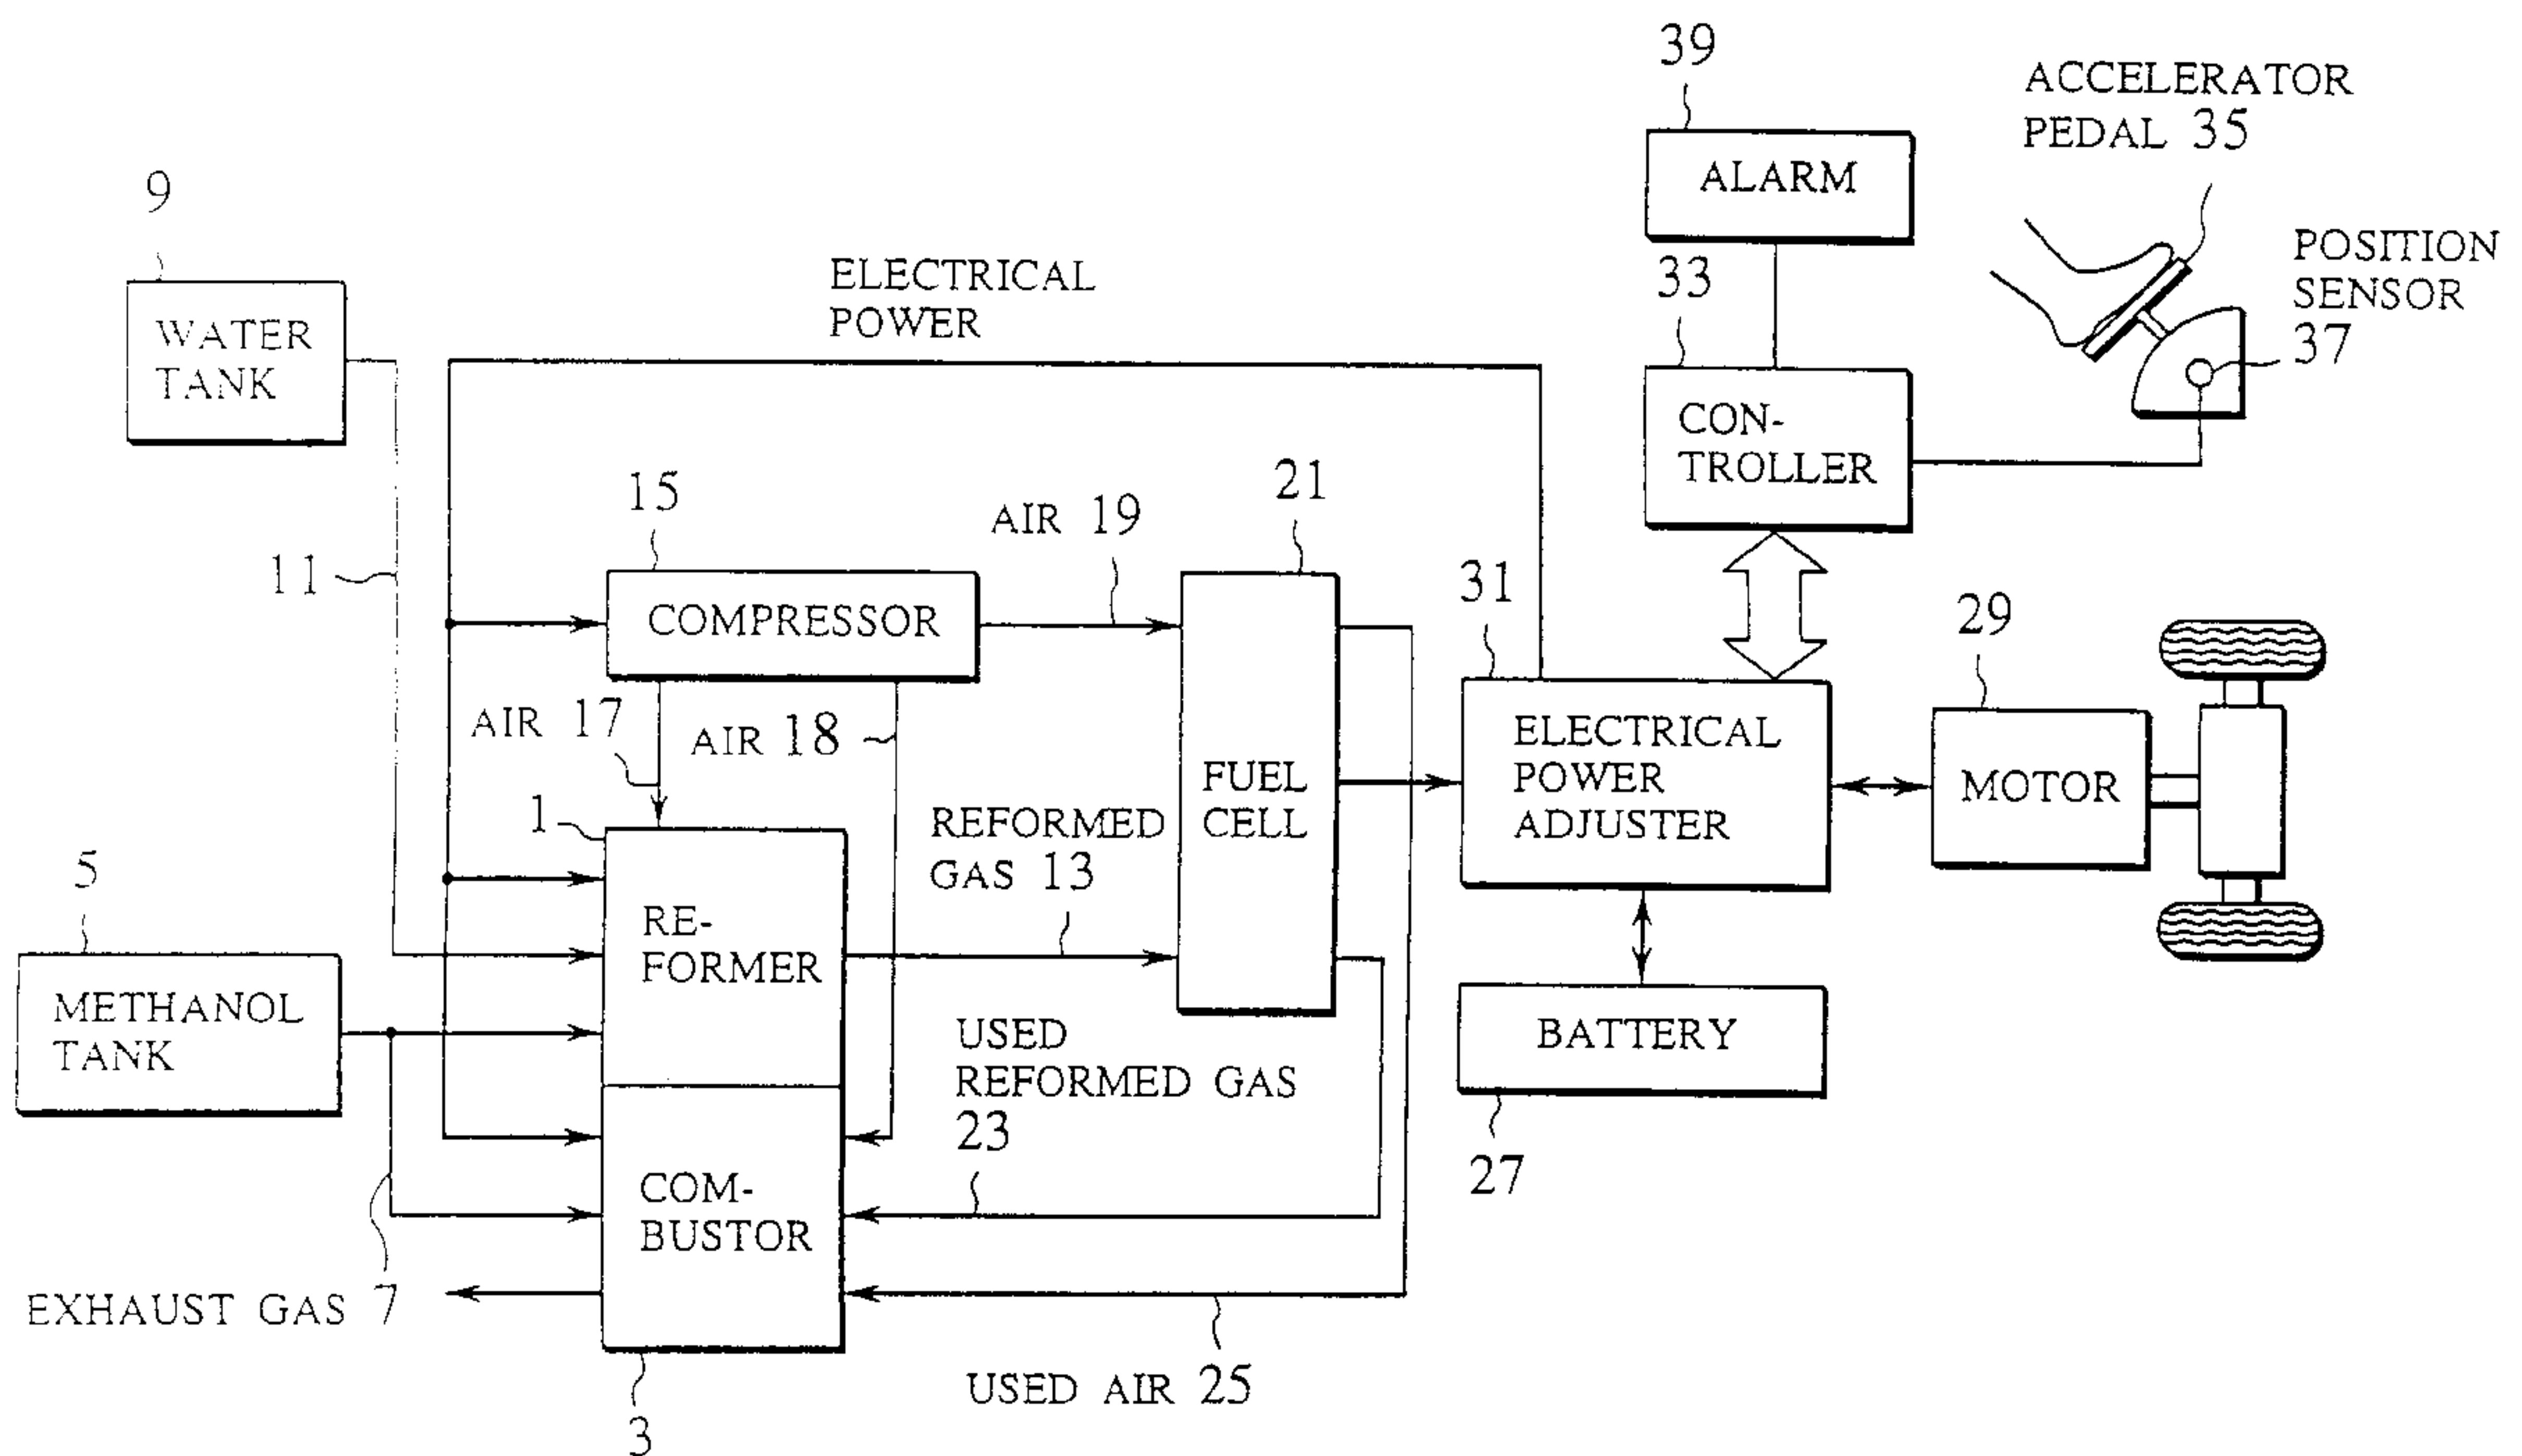 39
ALARM
ACCELERATOR
PEDAL 35
POSITION
SENSOR
37
33
CON-
TROLLER
9
WATER
TANK
11
ELECTRICAL
POWER
15
COMPRESSOR
AIR 19
21
FUEL
CELL
AIR 17
AIR 18
31
ELECTRICAL
POWER
ADJUSTER
29
MOTOR
1
RE-
FORMER
REFORMED
GAS 13
5
METHANOL
TANK
USED
REFORMED GAS
23
BATTERY
27
COM-
BUSTOR
EXHAUST GAS 7
USED AIR 25
3